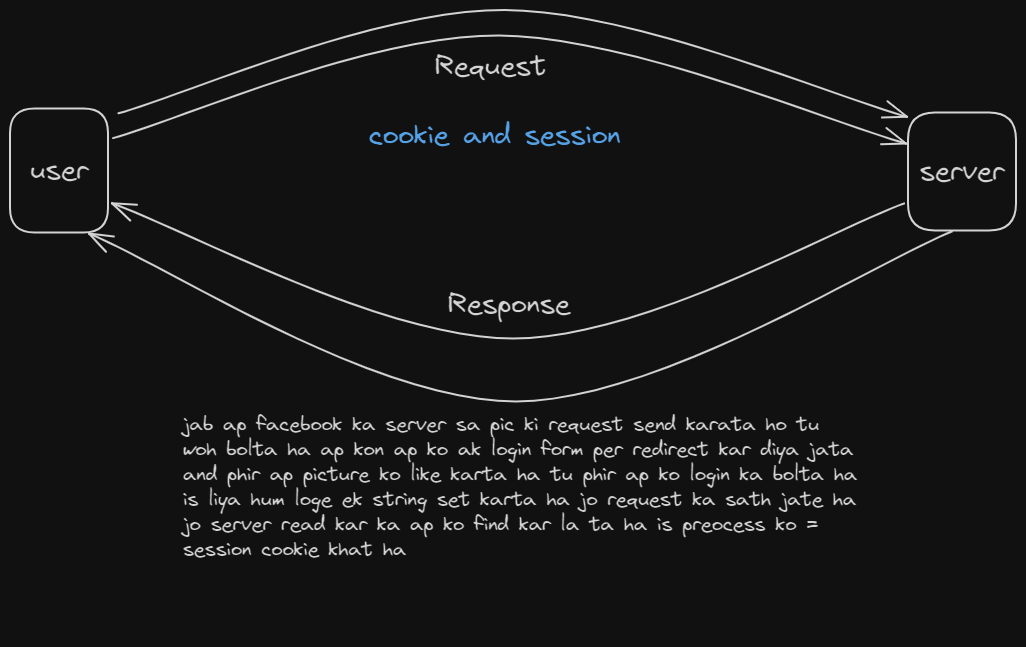 Request
cookie and session
user
server
Response
jab ap facebook ka server sa pic ki request send karata ho tu
woh bolta ha ap kon ap ko ak login form per redirect kar diya jata
and phir ap picture ko like karta ha tu phir ap ko login ka bolta ha
is liya hum loge ek string set karta ha jo request ka sath jate ha
jo server read kar ka ap ko find kar la ta ha is preocess ko =
session cookie khat ha